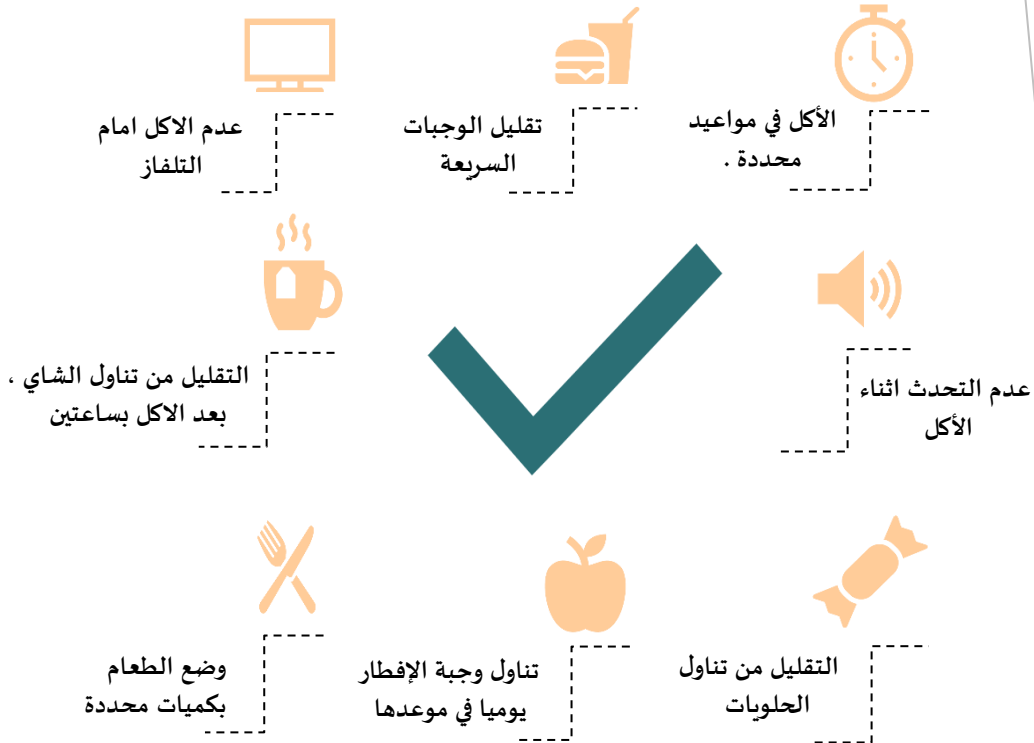 الأكل في مواعيد
محددة .
تقليل الوجبات
السريعة
عدم الاكل امام
التلفاز
عدم التحدث اثناء
الأكل
التقليل من تناول الشاي ،
بعد الاكل بساعتين
التقليل من تناول
الحلويات
تناول وجبة الإفطار
يوميا في موعدها
وضع الطعام
بكميات محددة